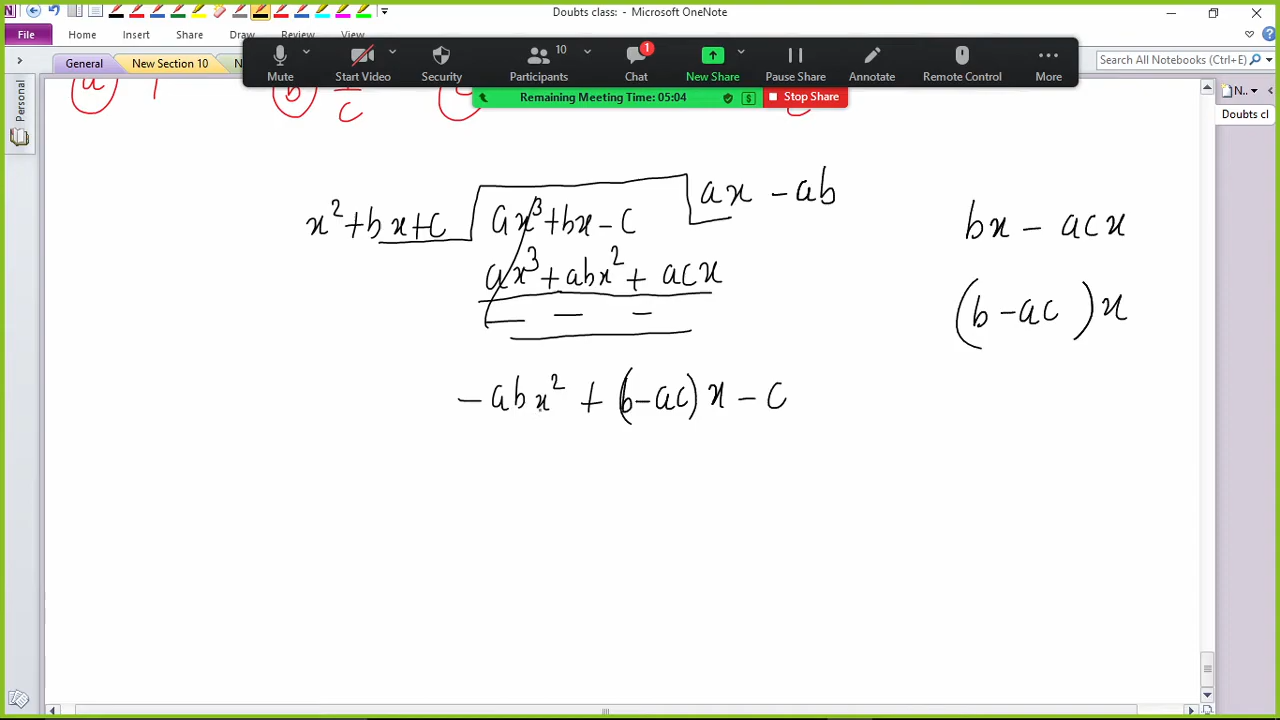 Doubts class: - Microsoft OneNote
File Home Insert Share Draw Review View
General New Section 10
Search All Notebooks (Ctrl+E)
Mute Start Video Security Participants 10 Chat 1 New Share Pause Share Annotate Remote Control More
Remaining Meeting Time: 05:04 Stop Share
Personal
N..
Doubts cl
a b c
x² + bx + c ax³ + bx - c ax - ab
ax³ + abx² + acx
- - -
- abx² + (b - ac) x - c
bx - acx
(b - ac) x